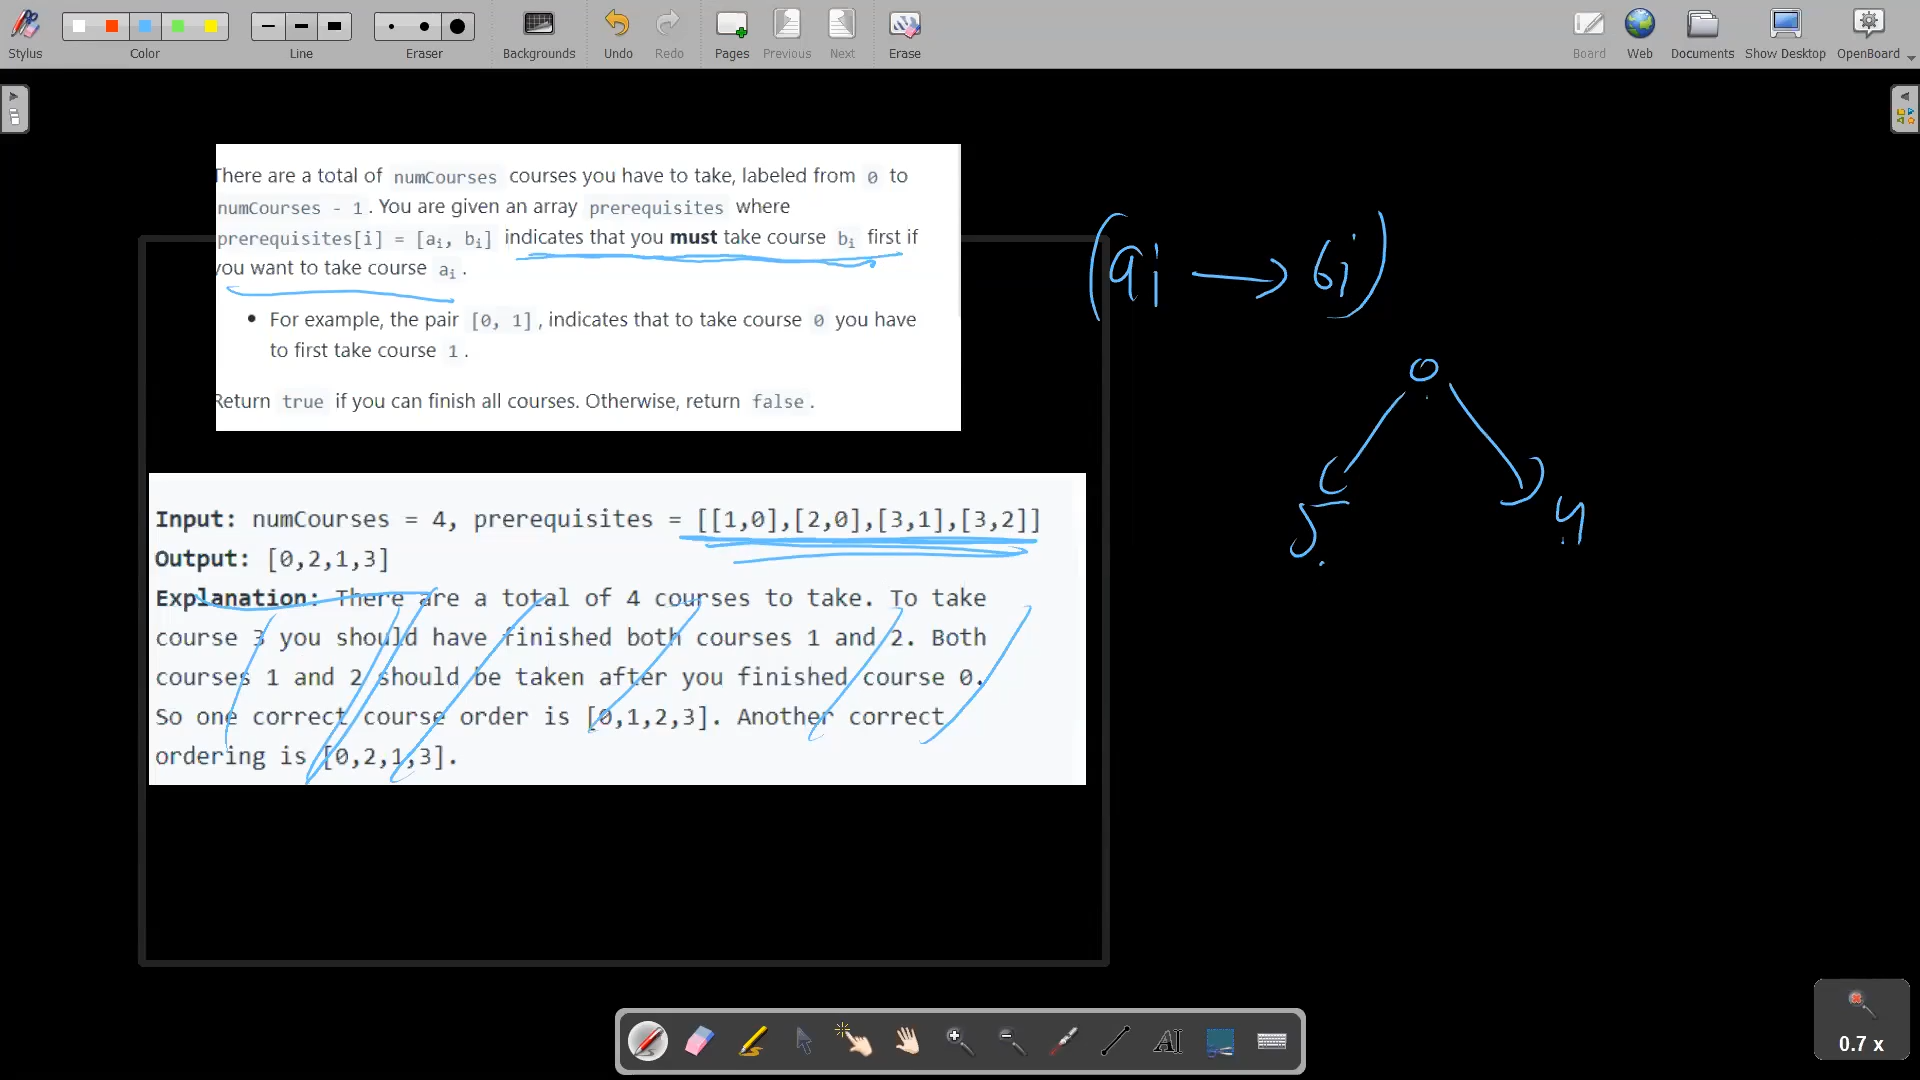 Stylus
Color
Line
Eraser
Backgrounds
Undo
Redo
Pages
Previous
Next
Erase
Board
Web
Documents
Show Desktop
OpenBoard
There are a total of numCourses courses you have to take, labeled from 0 to
numCourses - 1. You are given an array prerequisites where
prerequisites[i] = [aᵢ, bᵢ] indicates that you must take course bᵢ first if
you want to take course aᵢ.
• For example, the pair [0, 1], indicates that to take course 0 you have
to first take course 1.
Return true if you can finish all courses. Otherwise, return false.
Input: numCourses = 4, prerequisites = [[1,0],[2,0],[3,1],[3,2]]
Output: [0,2,1,3]
Explanation: There are a total of 4 courses to take. To take
course 3 you should have finished both courses 1 and 2. Both
courses 1 and 2 should be taken after you finished course 0.
So one correct course order is [0,1,2,3]. Another correct
ordering is [0,2,1,3].
(ai → bi)
0
5 4
0.7 x